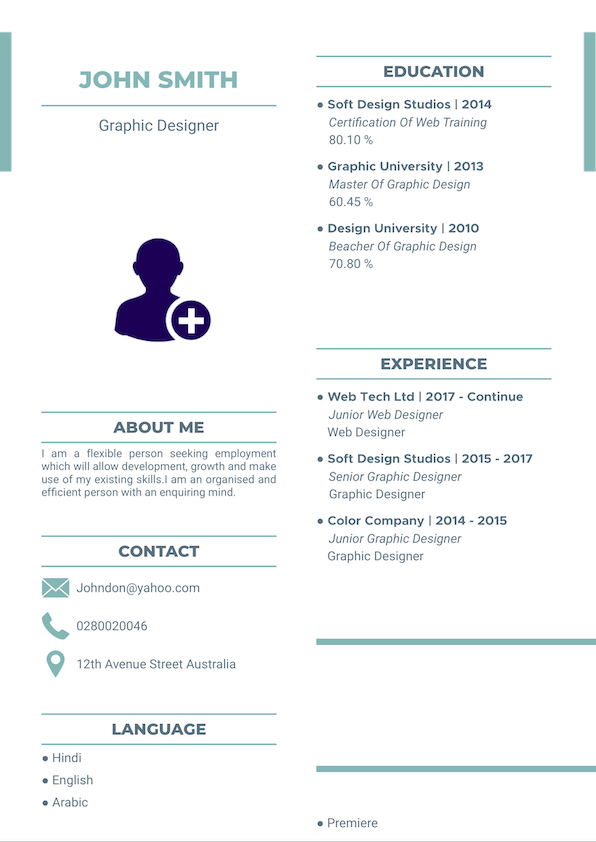 JOHN SMITH
Graphic Designer
ABOUT ME
I am a flexible person seeking employment
which will allow development, growth and make
use of my existing skills.I am an organised and
efficient person with an enquiring mind.
CONTACT
Johndon@yahoo.com
0280020046
12th Avenue Street Australia
LANGUAGE
● Hindi
● English
● Arabic
EDUCATION
● Soft Design Studios | 2014
Certification Of Web Training
80.10 %
● Graphic University | 2013
Master Of Graphic Design
60.45 %
● Design University | 2010
Beacher Of Graphic Design
70.80 %
EXPERIENCE
● Web Tech Ltd | 2017 - Continue
Junior Web Designer
Web Designer
● Soft Design Studios | 2015 - 2017
Senior Graphic Designer
Graphic Designer
● Color Company | 2014 - 2015
Junior Graphic Designer
Graphic Designer
● Premiere